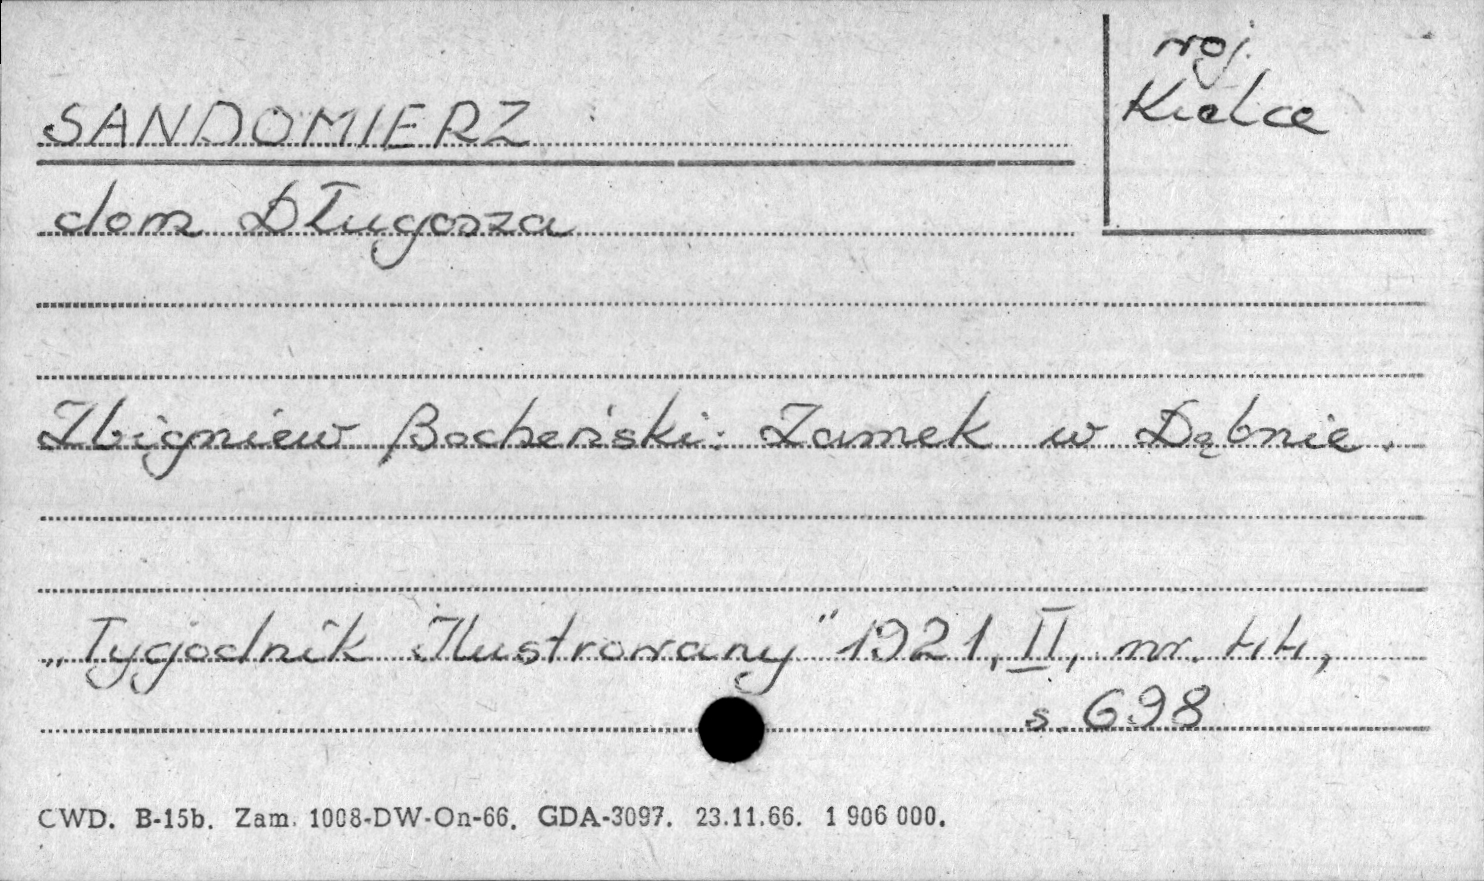 woj.
Kielce
SANDOMIERZ
dom Długosza
Zbigniew Bocheński: Zamek w Dębnie.
„Tygodnik Ilustrowany" 1921, II, nr. 44,
s. 698
CWD. B-15b. Zam. 1008-DW-On-66. GDA-3097. 23.11.66. 1 906 000.